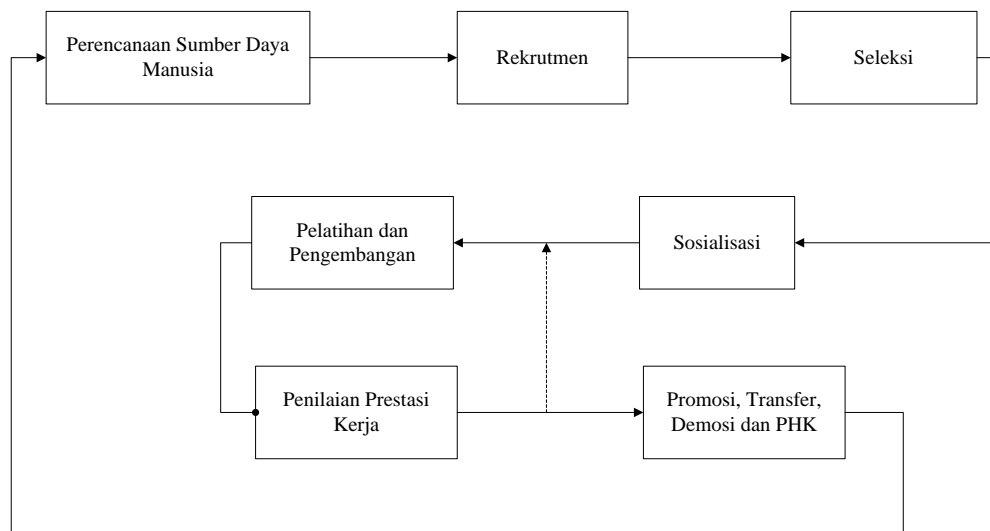 Perencanaan Sumber Daya
Manusia
Rekrutmen
Seleksi
Pelatihan dan
Pengembangan
Sosialisasi
Penilaian Prestasi
Kerja
Promosi, Transfer,
Demosi dan PHK